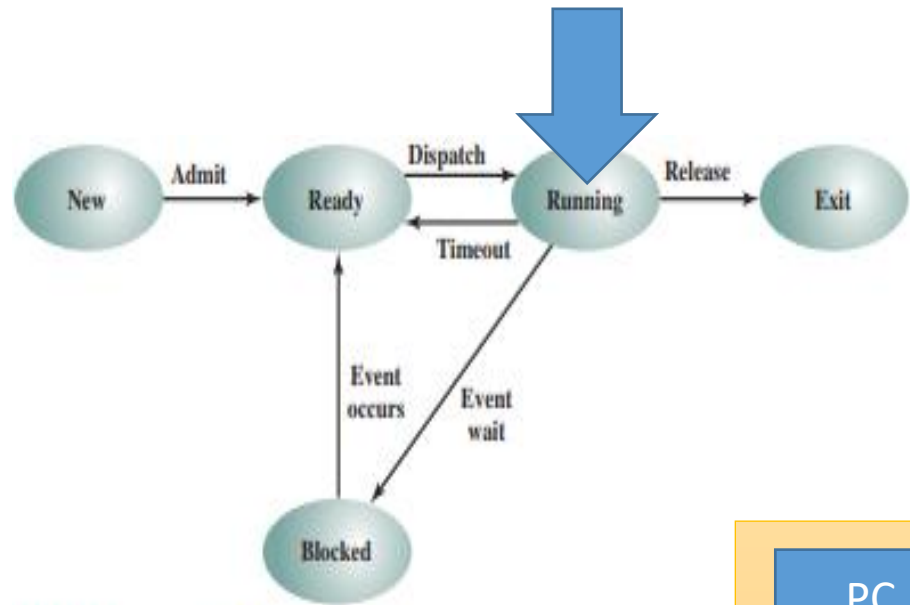 Admit
Dispatch
Release
New
Ready
Running
Exit
Timeout
Event
occurs
Event
wait
Blocked
PC